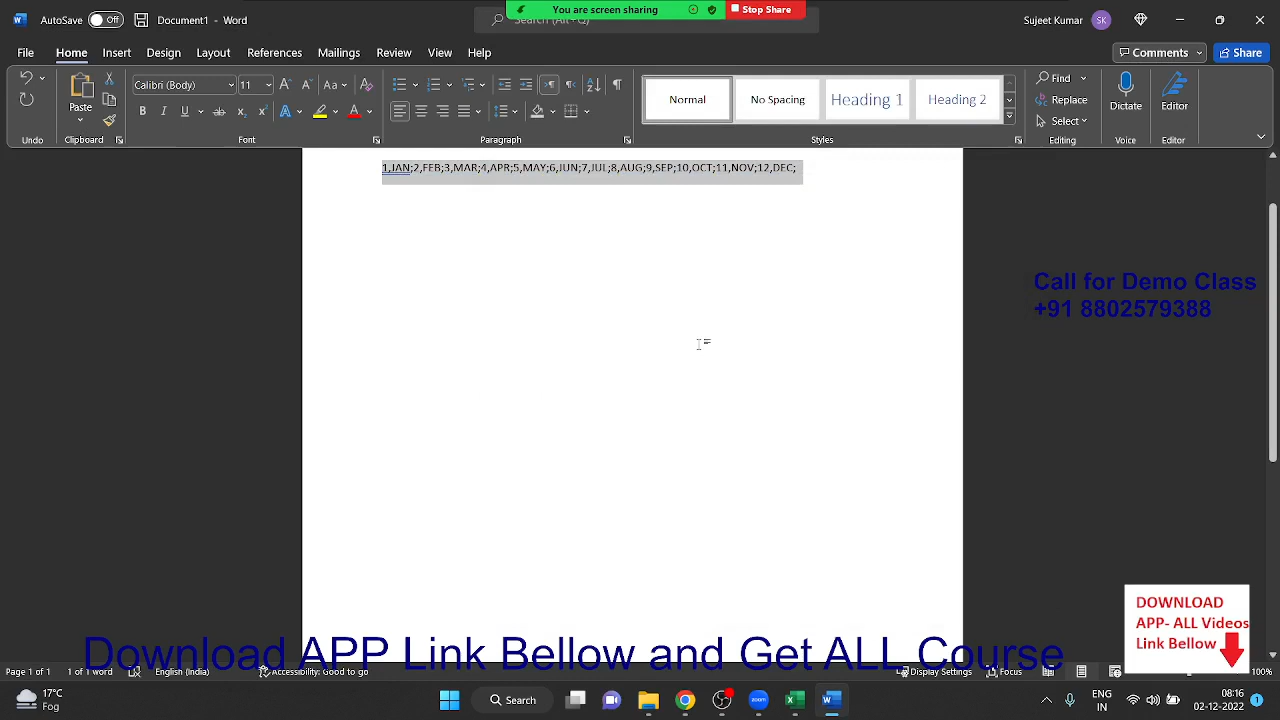 You are screen sharing
Stop Share
AutoSave
Off
Document1 - Word
Search (Alt+Q)
Sujeet Kumar
SK
File
Home
Insert
Design
Layout
References
Mailings
Review
View
Help
Comments
Share
Paste
Calibri (Body)
11
Normal
No Spacing
Heading 1
Heading 2
Find
Replace
Select
Dictate
Editor
Undo
Clipboard
Font
Paragraph
Styles
Editing
Voice
Editor
1,JAN;2,FEB;3,MAR;4,APR;5,MAY;6,JUN;7,JUL;8,AUG;9,SEP;10,OCT;11,NOV;12,DEC;
Call for Demo Class
+91 8802579388
DOWNLOAD
APP- ALL Videos
Link Bellow
Download APP Link Bellow and Get ALL Course
Page 1 of 1
1 of 1 word
English (India)
Accessibility: Good to go
Display Settings
Focus
100%
17°C
Fog
Search
zoom
ENG
IN
08:16
02-12-2022
1